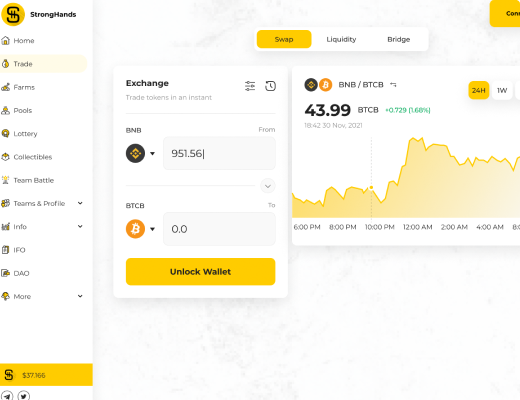 StrongHands
Home
Trade
Farms
Pools
Lottery
Collectibles
Team Battle
Teams & Profile
Info
IFO
DAO
More
$37.166
Swap
Liquidity
Bridge
Exchange
Trade tokens in an instant
BNB
From
951.56
BTCB
To
0.0
Unlock Wallet
BNB / BTCB
24H
1W
43.99 BTCB +0.729 (1.68%)
18:42 30 Nov, 2021
6:00 PM 8:00 PM 10:00 PM 12:00 AM 2:00 AM 4:00 AM